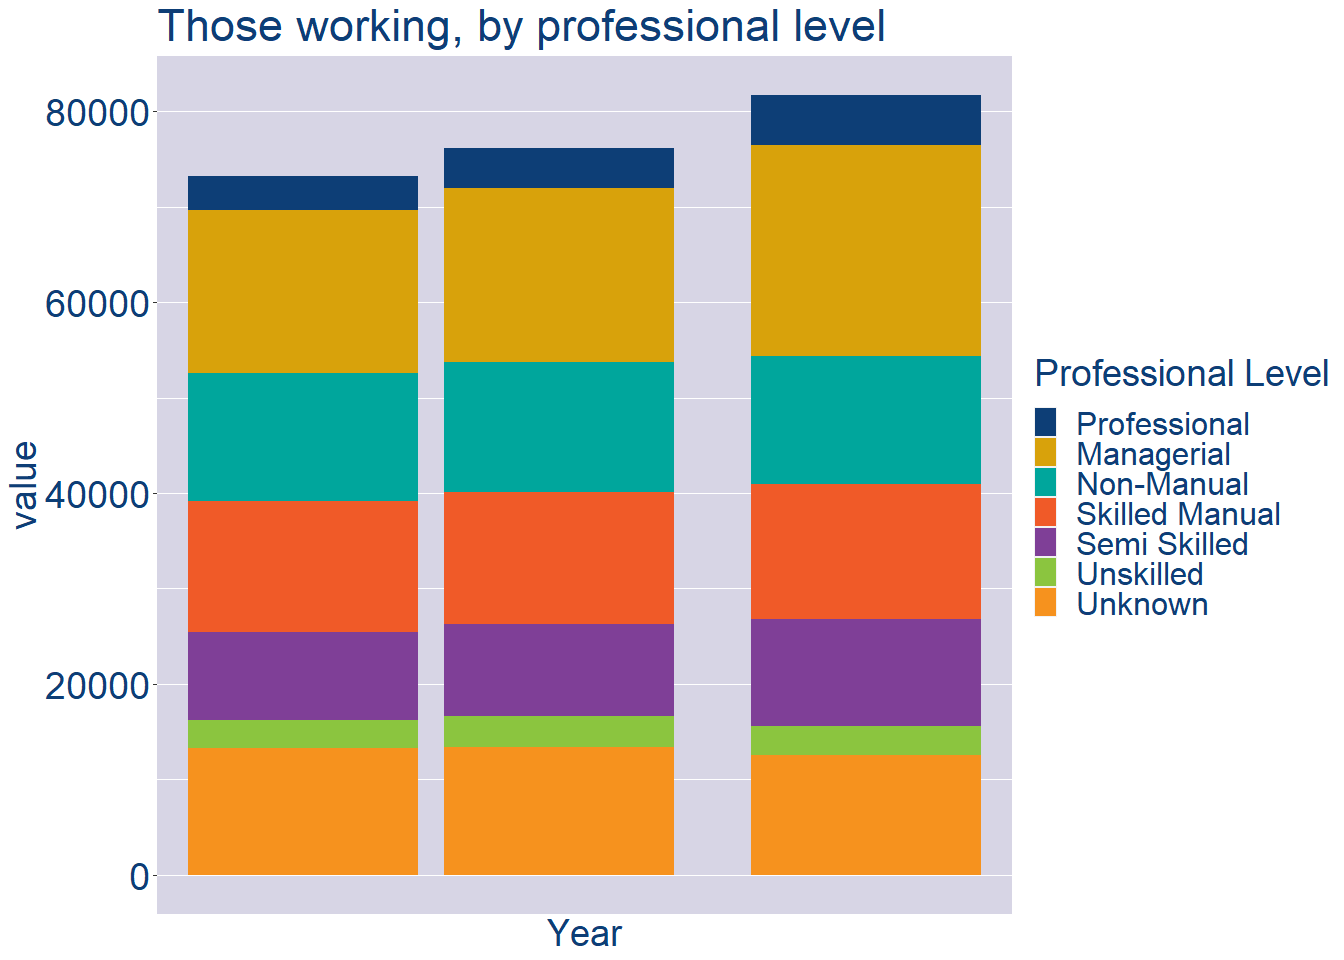 Those working, by professional level
80000
60000
40000
20000
0
value
Year
Professional Level
Professional
Managerial
Non-Manual
Skilled Manual
Semi Skilled
Unskilled
Unknown